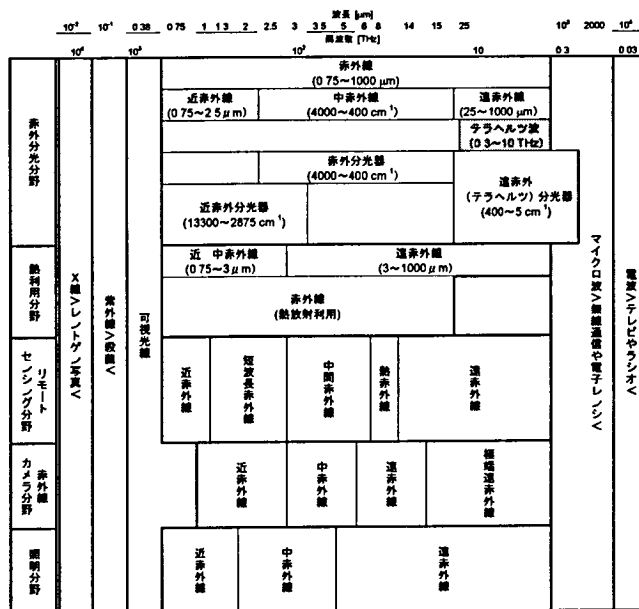 波長 [μm]
10⁻² 10⁻¹ 0.38 0.75 1 1.3 2 2.5 3 3.5 5 6 8 14 15 25 10³ 2000 10⁴
周波数 [THz]
10⁴ 10³ 10² 10 0.3 0.03
赤外線
(0.75～1000 μm)
近赤外線 中赤外線 遠赤外線
(0.75～2.5μm) (4000～400 cm⁻¹) (25～1000 μm)
テラヘルツ波
(0.3～10 THz)
赤外分光器
(4000～400 cm⁻¹)
遠赤外
(テラヘルツ)分光器
(400～5 cm⁻¹)
近赤外分光器
(13300～2875 cm⁻¹)
赤外分光分野
近 中赤外線 遠赤外線
(0.75～3μm) (3～1000μm)
赤外線
(熱放射利用)
熱利用分野
X線>レントゲン写真<
紫外線>殺菌<
可視光線
マイクロ波>無線通信や電子レンジ<
電波>テレビやラジオ<
リモート
センシング分野
近赤外線
短波長赤外線
中間赤外線
熱赤外線
遠赤外線
赤外線
カメラ分野
近赤外線
中赤外線
遠赤外線
極端遠赤外線
照明分野
近赤外線
中赤外線
遠赤外線